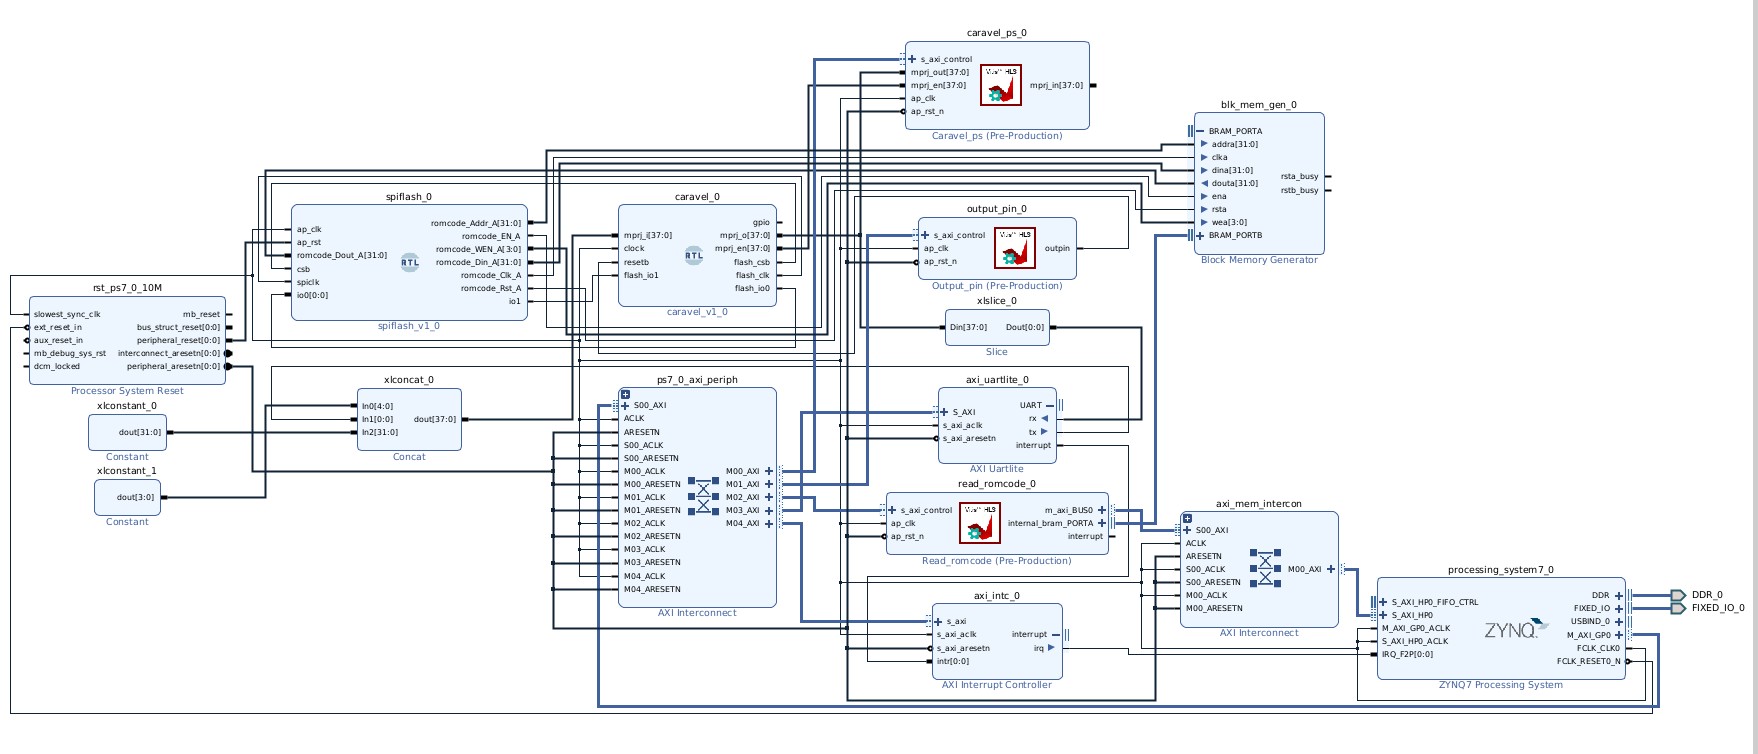 caravel_ps_0
s_axi_control
mprj_out[37:0]
mprj_en[37:0]
ap_clk
ap_rst_n
mprj_in[37:0]
Caravel_ps (Pre-Production)
blk_mem_gen_0
BRAM_PORTA
addra[31:0]
clka
dina[31:0]
douta[31:0]
ena
rsta
wea[3:0]
BRAM_PORTB
rsta_busy
rstb_busy
Block Memory Generator
spiflash_0
ap_clk
ap_rst
romcode_Dout_A[31:0]
csb
spiclk
io0[0:0]
romcode_Addr_A[31:0]
romcode_EN_A
romcode_WEN_A[3:0]
romcode_Din_A[31:0]
romcode_Clk_A
romcode_Rst_A
io1
RTL
spiflash_v1_0
caravel_0
mprj_i[37:0]
clock
resetb
flash_io1
gpio
mprj_o[37:0]
mprj_en[37:0]
flash_csb
flash_clk
flash_io0
RTL
caravel_v1_0
output_pin_0
s_axi_control
ap_clk
ap_rst_n
outpin
Output_pin (Pre-Production)
xlslice_0
Din[37:0]
Dout[0:0]
Slice
rst_ps7_0_10M
slowest_sync_clk
ext_reset_in
aux_reset_in
mb_debug_sys_rst
dcm_locked
mb_reset
bus_struct_reset[0:0]
peripheral_reset[0:0]
interconnect_aresetn[0:0]
peripheral_aresetn[0:0]
Processor System Reset
xlconstant_0
dout[31:0]
Constant
xlconstant_1
dout[3:0]
Constant
xlconcat_0
In0[4:0]
In1[0:0]
In2[31:0]
dout[37:0]
Concat
ps7_0_axi_periph
S00_AXI
ACLK
ARESETN
S00_ACLK
S00_ARESETN
M00_ACLK
M00_ARESETN
M01_ACLK
M01_ARESETN
M02_ACLK
M02_ARESETN
M03_ACLK
M03_ARESETN
M04_ACLK
M04_ARESETN
M00_AXI
M01_AXI
M02_AXI
M03_AXI
M04_AXI
AXI Interconnect
axi_uartlite_0
S_AXI
s_axi_aclk
s_axi_aresetn
UART
rx
tx
interrupt
AXI Uartlite
read_romcode_0
s_axi_control
ap_clk
ap_rst_n
m_axi_BUS0
internal_bram_PORTA
interrupt
Read_romcode (Pre-Production)
axi_intc_0
s_axi
s_axi_aclk
s_axi_aresetn
intr[0:0]
interrupt
irq
AXI Interrupt Controller
axi_mem_intercon
S00_AXI
ACLK
ARESETN
S00_ACLK
S00_ARESETN
M00_ACLK
M00_ARESETN
M00_AXI
AXI Interconnect
processing_system7_0
S_AXI_HP0_FIFO_CTRL
S_AXI_HP0
M_AXI_GP0_ACLK
S_AXI_HP0_ACLK
IRQ_F2P[0:0]
ZYNQ
DDR
FIXED_IO
USBIND_0
M_AXI_GP0
FCLK_CLK0
FCLK_RESET0_N
ZYNQ7 Processing System
DDR_0
FIXED_IO_0